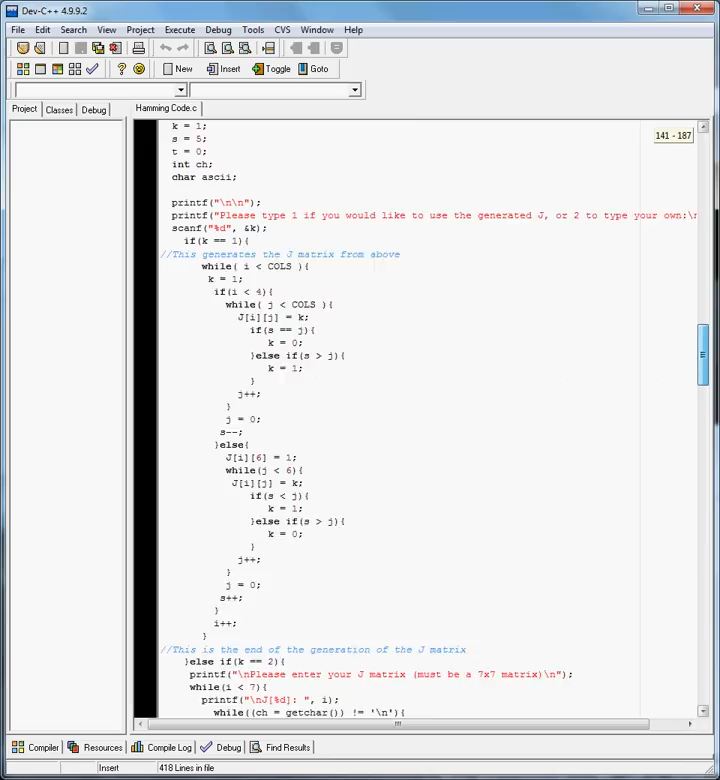 Dev-C++ 4.9.9.2
File Edit Search View Project Execute Debug Tools CVS Window Help
New Insert Toggle Goto
Project Classes Debug Hamming Code.c
141 - 187
k = 1;
s = 5;
t = 0;
int ch;
char ascii;
printf("\n\n");
printf("Please type 1 if you would like to use the generated J, or 2 to type your own:\n
scanf("%d", &k);
if(k == 1){
//This generates the J matrix from above
while( i < COLS ){
k = 1;
if(i < 4){
while( j < COLS ){
J[i][j] = k;
if(s == j){
k = 0;
}else if(s > j){
k = 1;
}
j++;
}
j = 0;
s--;
}else{
J[i][6] = 1;
while(j < 6){
J[i][j] = k;
if(s < j){
k = 1;
}else if(s > j){
k = 0;
}
j++;
}
j = 0;
s++;
}
i++;
}
//This is the end of the generation of the J matrix
}else if(k == 2){
printf("\nPlease enter your J matrix (must be a 7x7 matrix)\n");
while(i < 7){
printf("\nJ[%d]: ", i);
while((ch = getchar()) != '\n'){
Compiler Resources Compile Log Debug Find Results
Insert 418 Lines in file